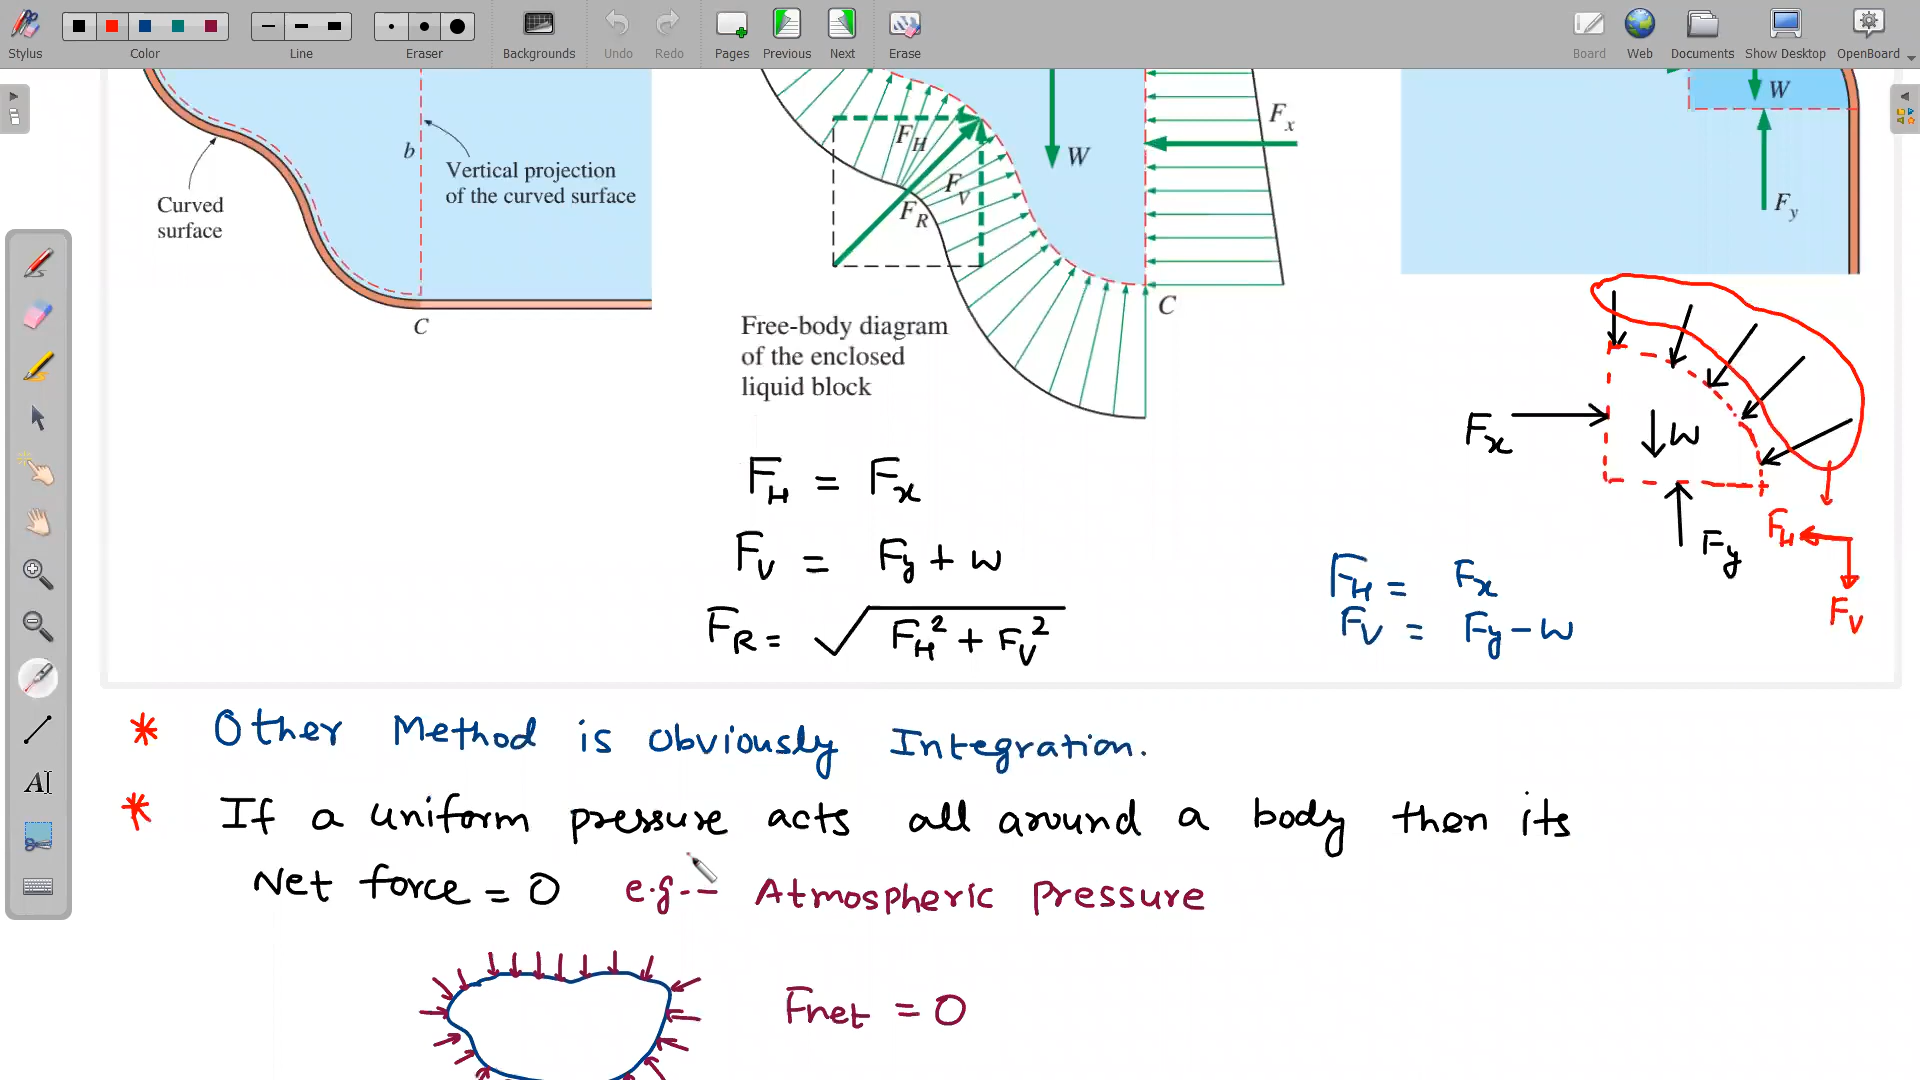 Stylus
Color
Line
Eraser
Backgrounds
Undo
Redo
Pages
Previous
Next
Erase
Board
Web
Documents
Show Desktop
OpenBoard
b
Vertical projection
of the curved surface
Curved
surface
C
F_H
F_V
F_R
W
F_x
C
Free-body diagram
of the enclosed
liquid block
W
F_y
F_x
↓W
F_y
F_H
F_V
F_H = F_x
F_V = F_y + W
F_R = √F_H² + F_V²
F_H = F_x
F_V = F_y - W
* Other Method is obviously Integration.
* If a uniform pressure acts all around a body then its
Net force = 0 e.g.-- Atmospheric Pressure
Fnet = 0
AI